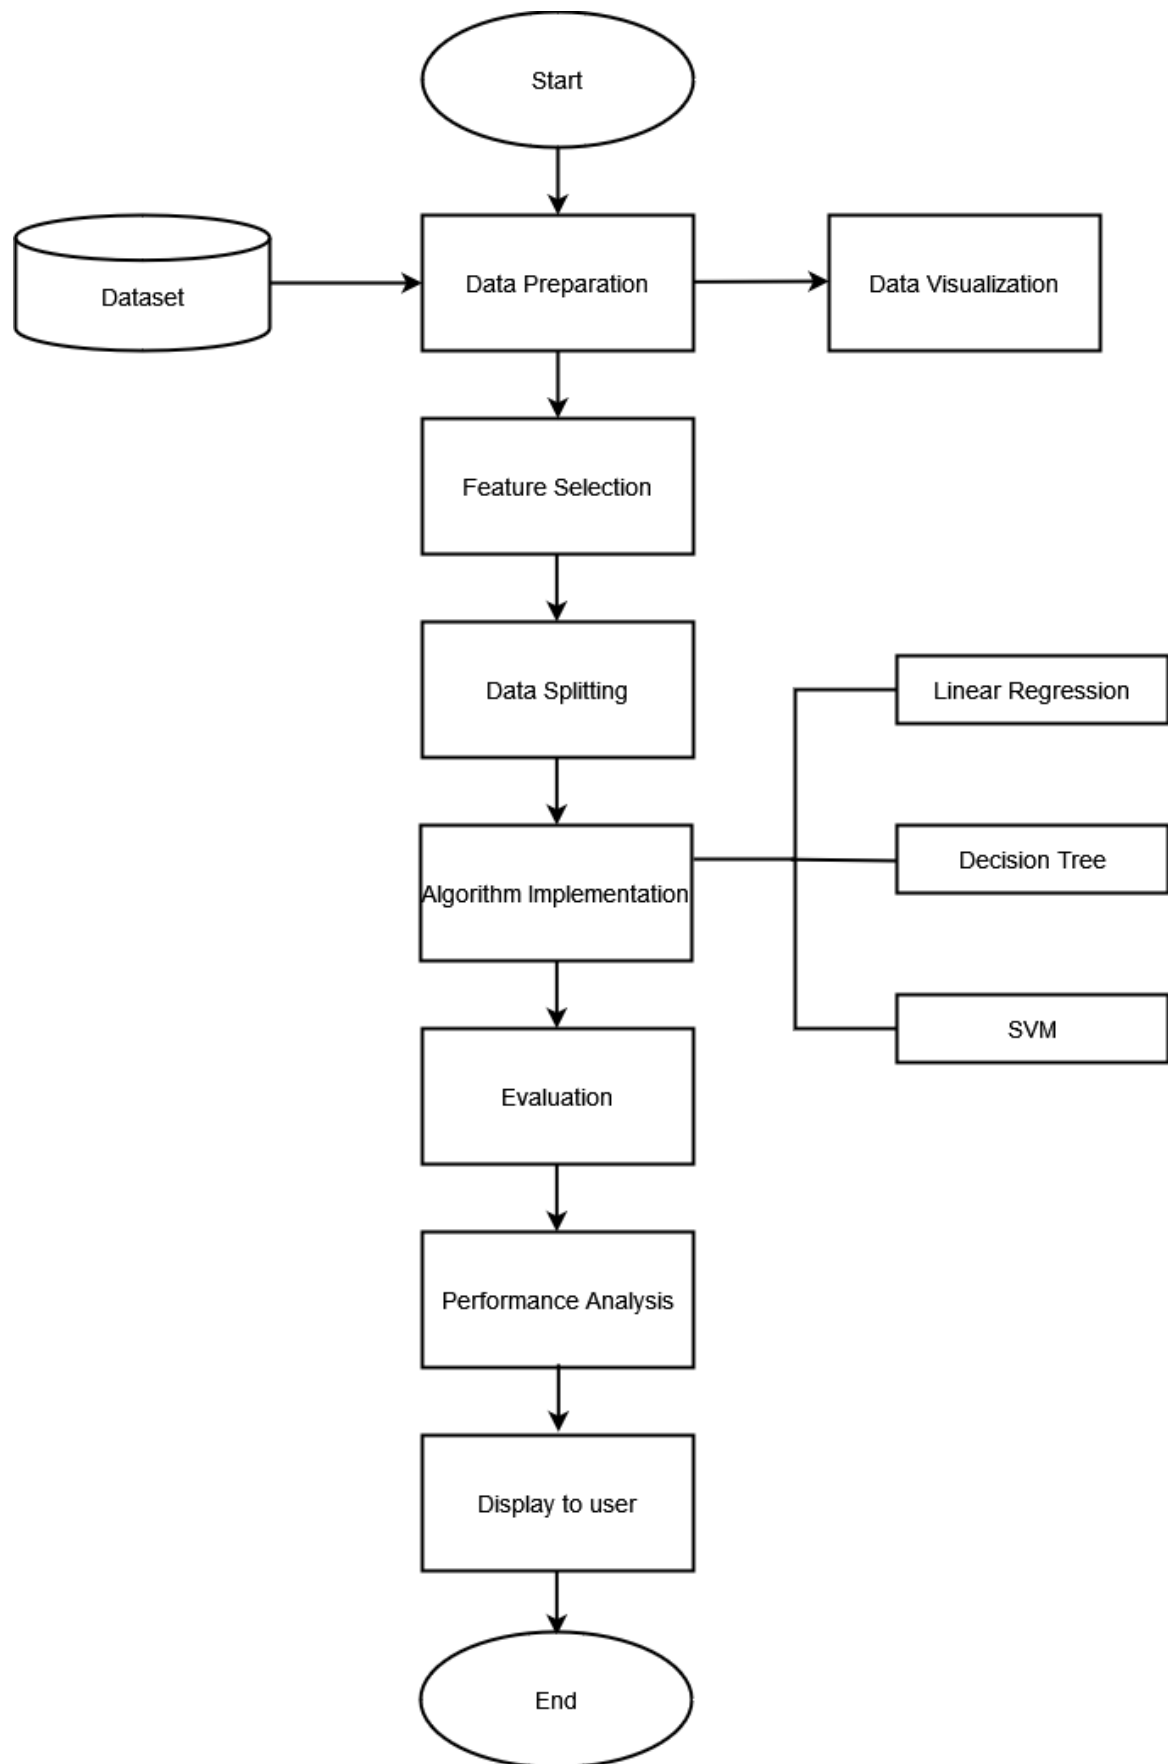 Start
Dataset
Data Preparation
Data Visualization
Feature Selection
Data Splitting
Linear Regression
Decision Tree
Algorithm Implementation
SVM
Evaluation
Performance Analysis
Display to user
End